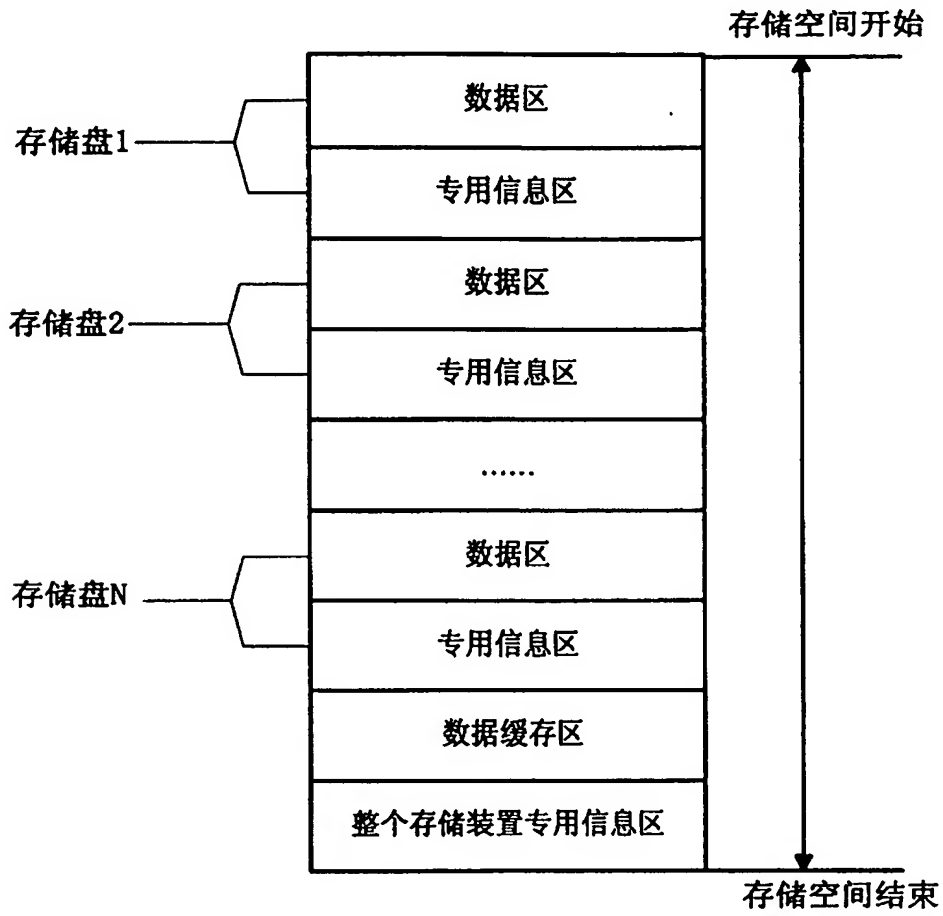 存储空间开始
数据区
存储盘1
专用信息区
数据区
存储盘2
专用信息区
……
数据区
存储盘N
专用信息区
数据缓存区
整个存储装置专用信息区
存储空间结束